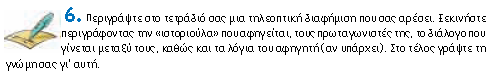 6. Περιγράψτε στο τετράδιό σας μια τηλεοπτική διαφήμιση που σας αρέσει. Ξεκινήστε
περιγράφοντας την «ιστοριούλα» που αφηγείται, τους πρωταγωνιστές της, το διάλογο που
γίνεται μεταξύ τους, καθώς και τα λόγια του αφηγητή (αν υπάρχει). Στο τέλος γράψτε τη
γνώμη σας γι' αυτή.